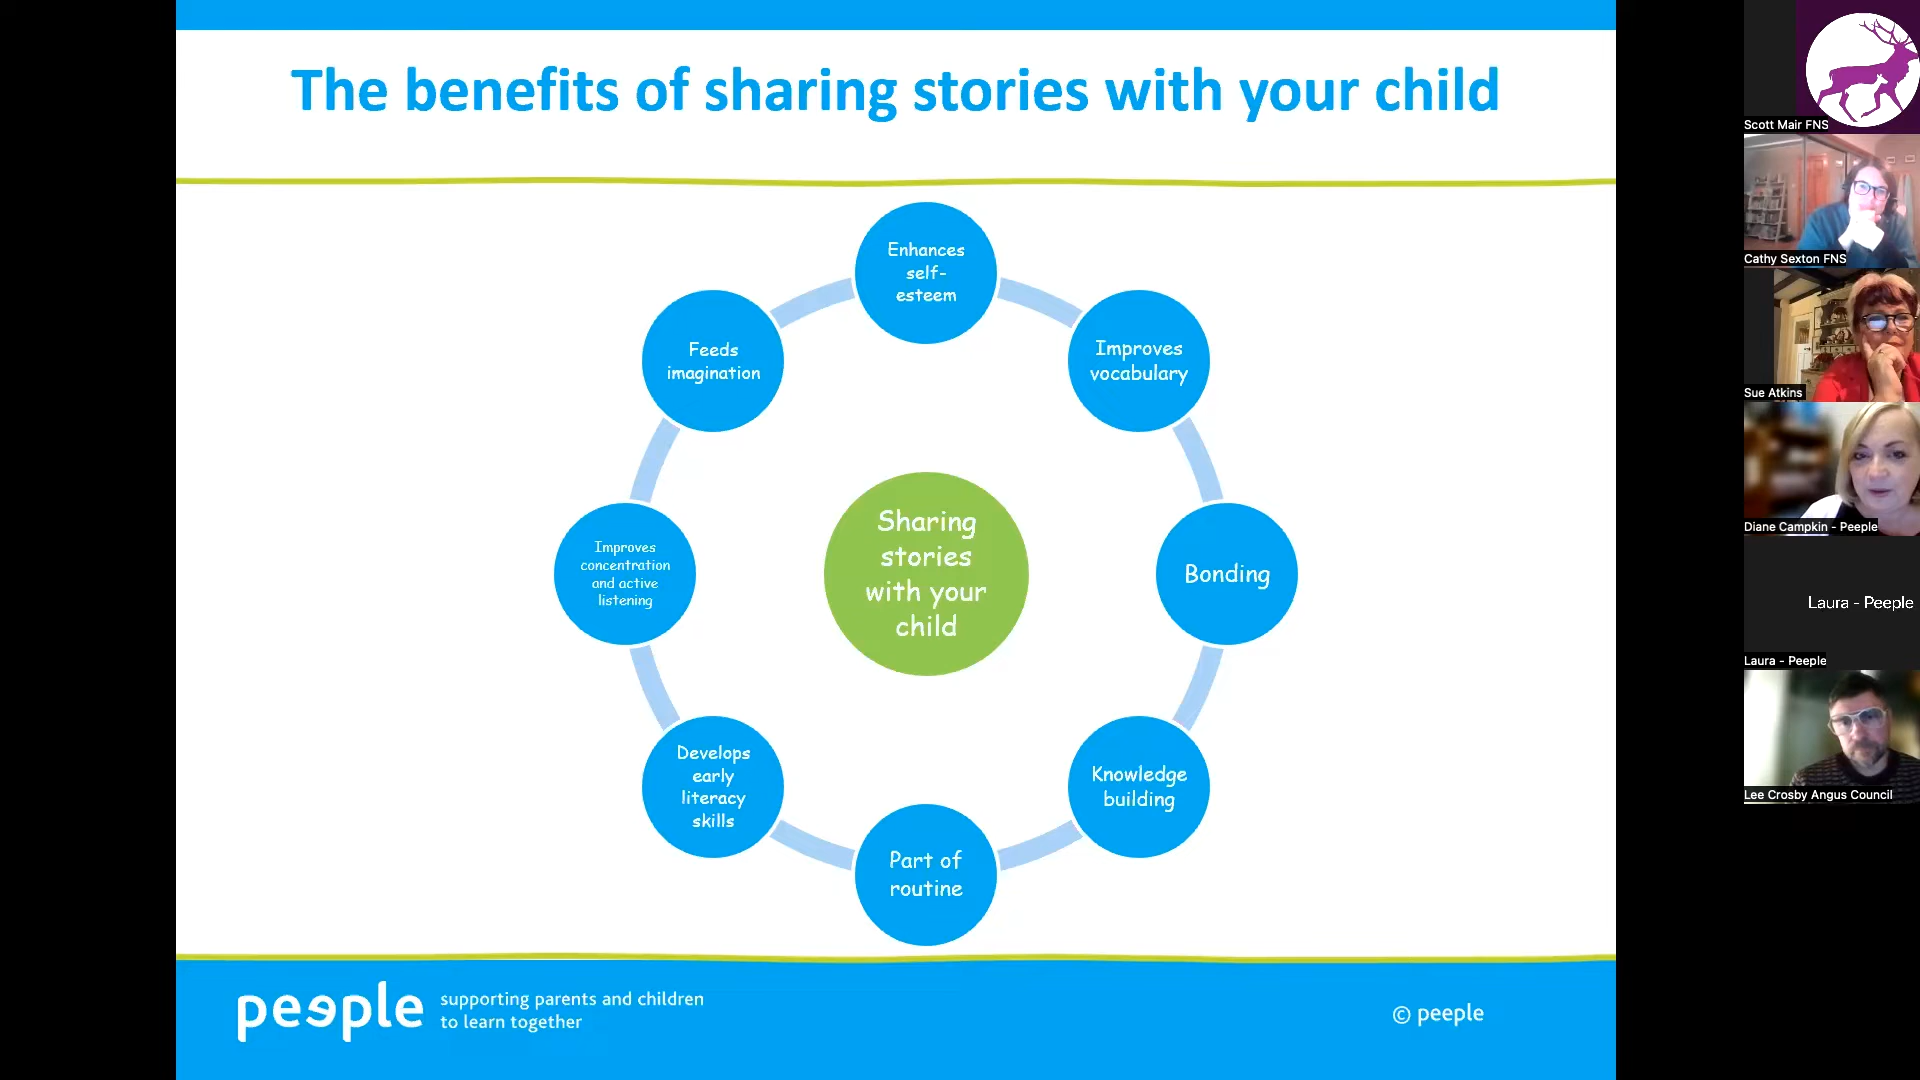 The benefits of sharing stories with your child
Enhances
self-
esteem
Improves
vocabulary
Bonding
Knowledge
building
Part of
routine
Develops
early
literacy
skills
Improves
concentration
and active
listening
Feeds
imagination
Sharing
stories
with your
child
peeple
supporting parents and children
to learn together
© peeple
Scott Mair FNS
Cathy Sexton FNS
Sue Atkins
Diane Campkin - Peeple
Laura - Peeple
Laura - Peeple
Lee Crosby Angus Council